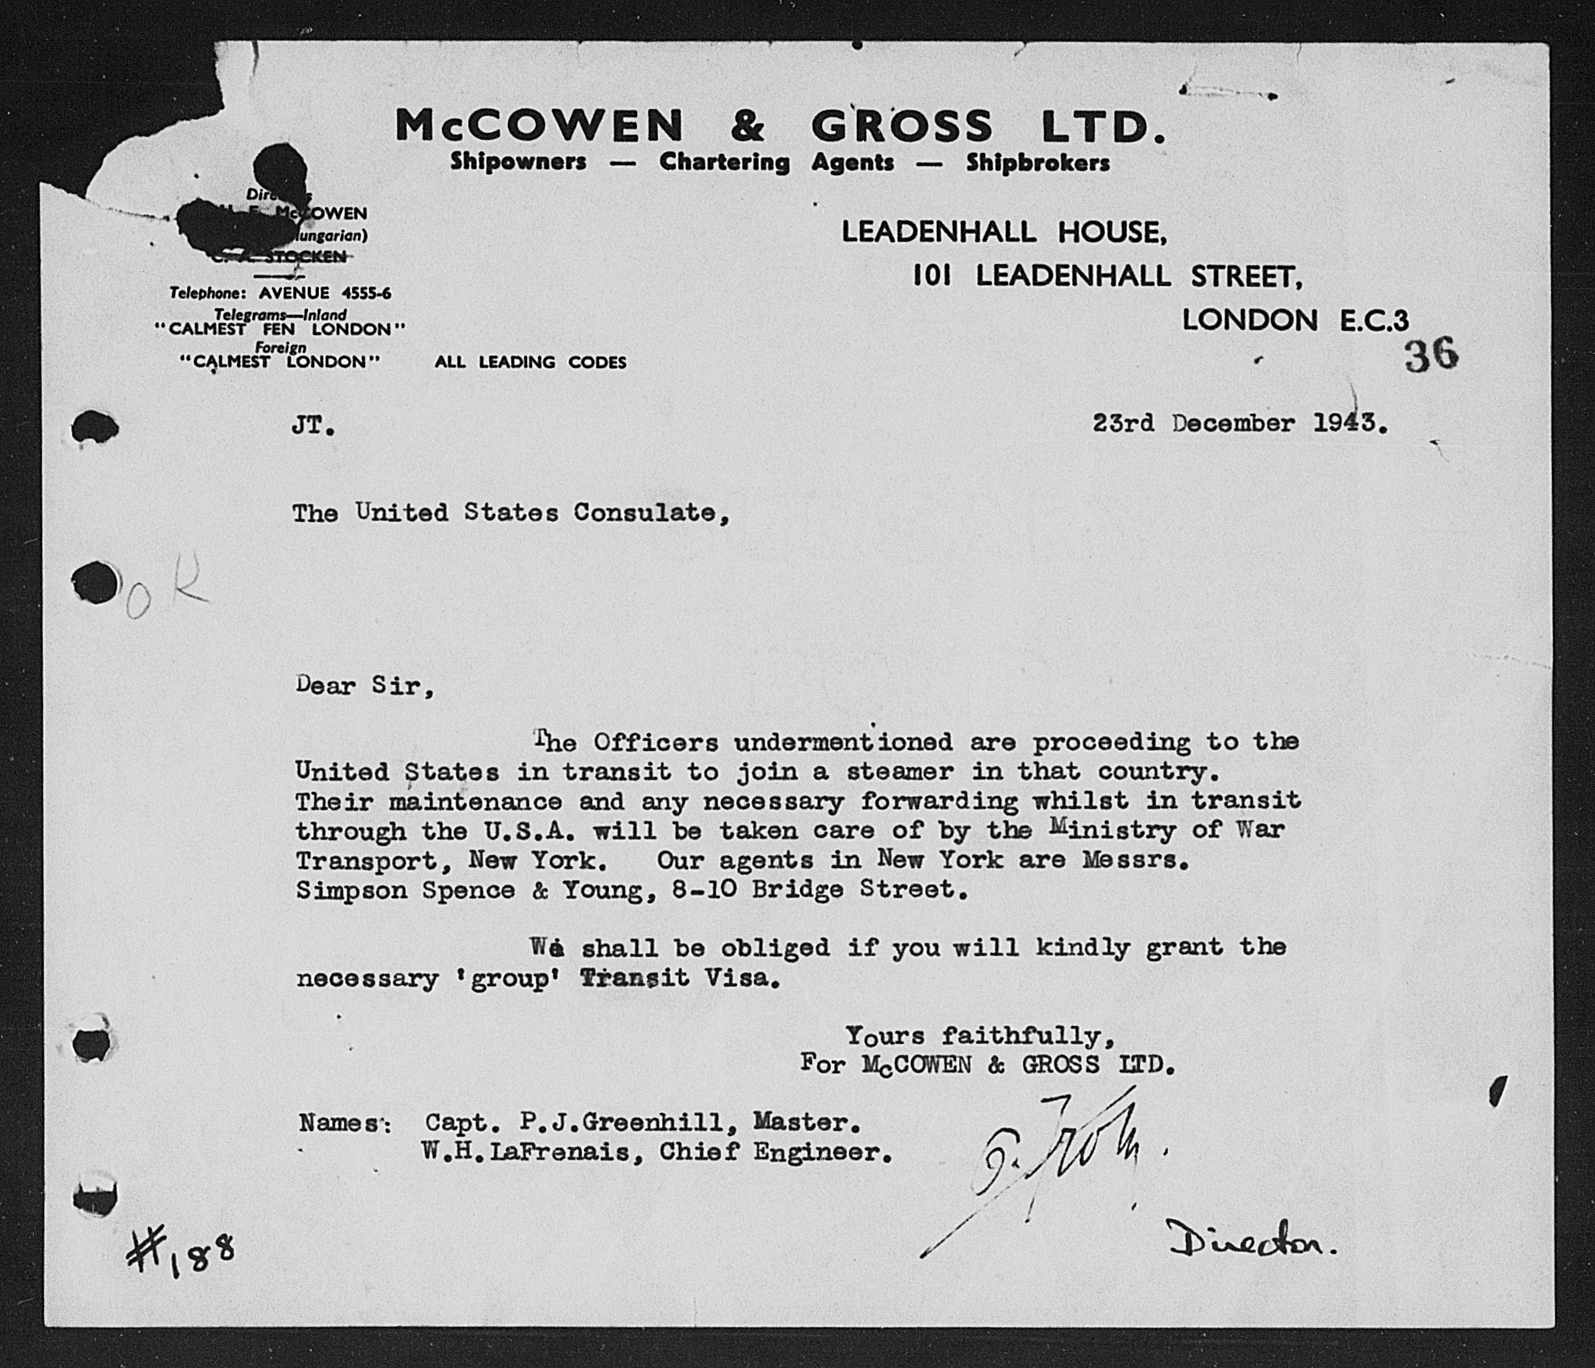 McCOWEN & GROSS LTD.
Shipowners — Chartering Agents — Shipbrokers
McCOWEN
ungarian)
C. A. STOCKEN
Telephone: AVENUE 4555-6
Telegrams—Inland
"CALMEST FEN LONDON"
Foreign
"CALMEST LONDON"
ALL LEADING CODES
LEADENHALL HOUSE,
101 LEADENHALL STREET,
LONDON E.C.3
36
JT.
23rd December 1943.
The United States Consulate,
OK
Dear Sir,
The Officers undermentioned are proceeding to the
United States in transit to join a steamer in that country.
Their maintenance and any necessary forwarding whilst in transit
through the U.S.A. will be taken care of by the Ministry of War
Transport, New York. Our agents in New York are Messrs.
Simpson Spence & Young, 8-10 Bridge Street.
We shall be obliged if you will kindly grant the
necessary 'group' Transit Visa.
Yours faithfully,
For McCOWEN & GROSS LTD.
Names: Capt. P.J.Greenhill, Master.
W.H.LaFrenais, Chief Engineer.
Director.
#188